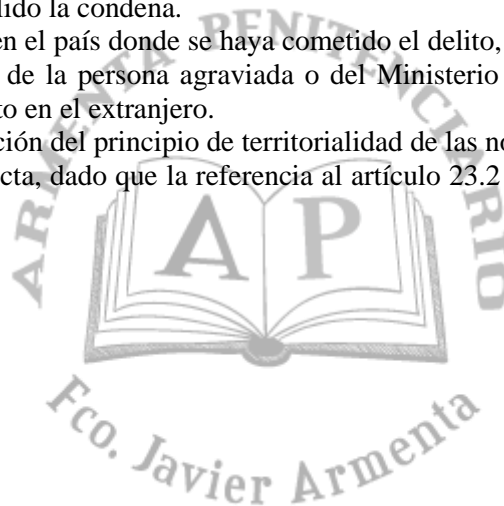 lido la condena.
en el país donde se haya cometido el delito,
de la persona agraviada o del Ministerio
to en el extranjero.
ción del principio de territorialidad de las no
cta, dado que la referencia al artículo 23.2
ARMENTA PENITENCIARIO
A P
Fco. Javier Armenta